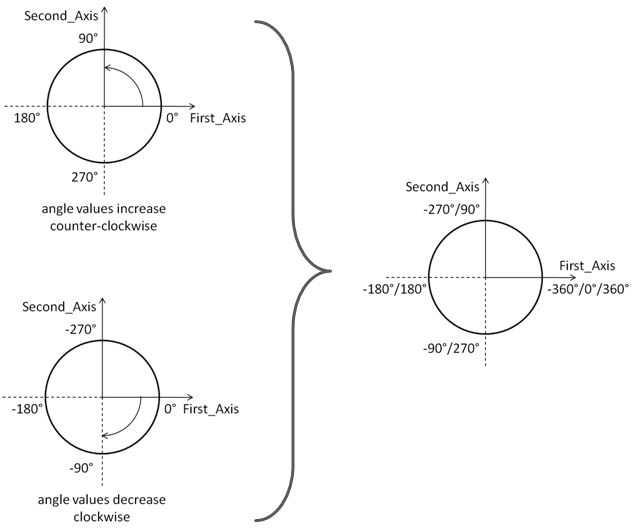 Second_Axis
90°
180°
0°
First_Axis
270°
angle values increase
counter-clockwise
Second_Axis
-270°
-180°
0°
First_Axis
-90°
angle values decrease
clockwise
Second_Axis
-270°/90°
First_Axis
-180°/180°
-360°/0°/360°
-90°/270°